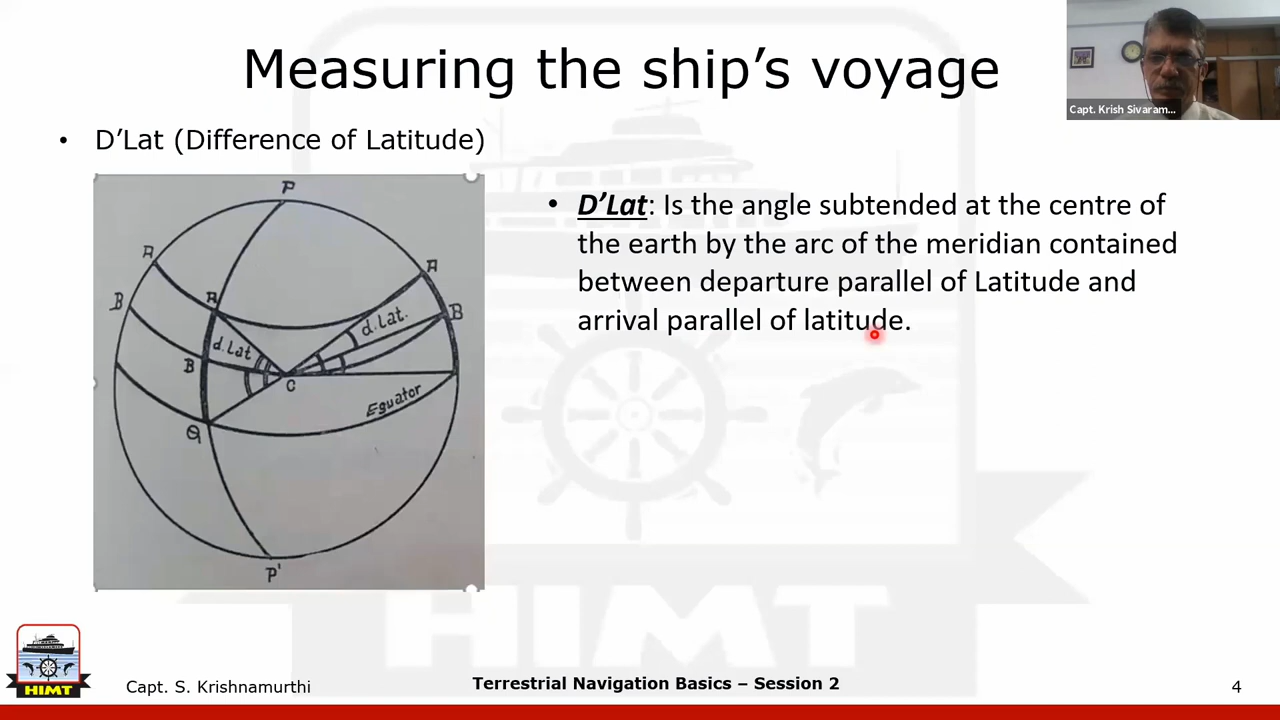 Measuring the ship's voyage
Capt. Krish Sivaram...
• D'Lat (Difference of Latitude)
P
A
A
B
A
B
d.lat.
d.lat
B
C
Equator
Q
P'
• D'Lat: Is the angle subtended at the centre of
the earth by the arc of the meridian contained
between departure parallel of Latitude and
arrival parallel of latitude.
HIMT
HIMT
Capt. S. Krishnamurthi
Terrestrial Navigation Basics – Session 2
4